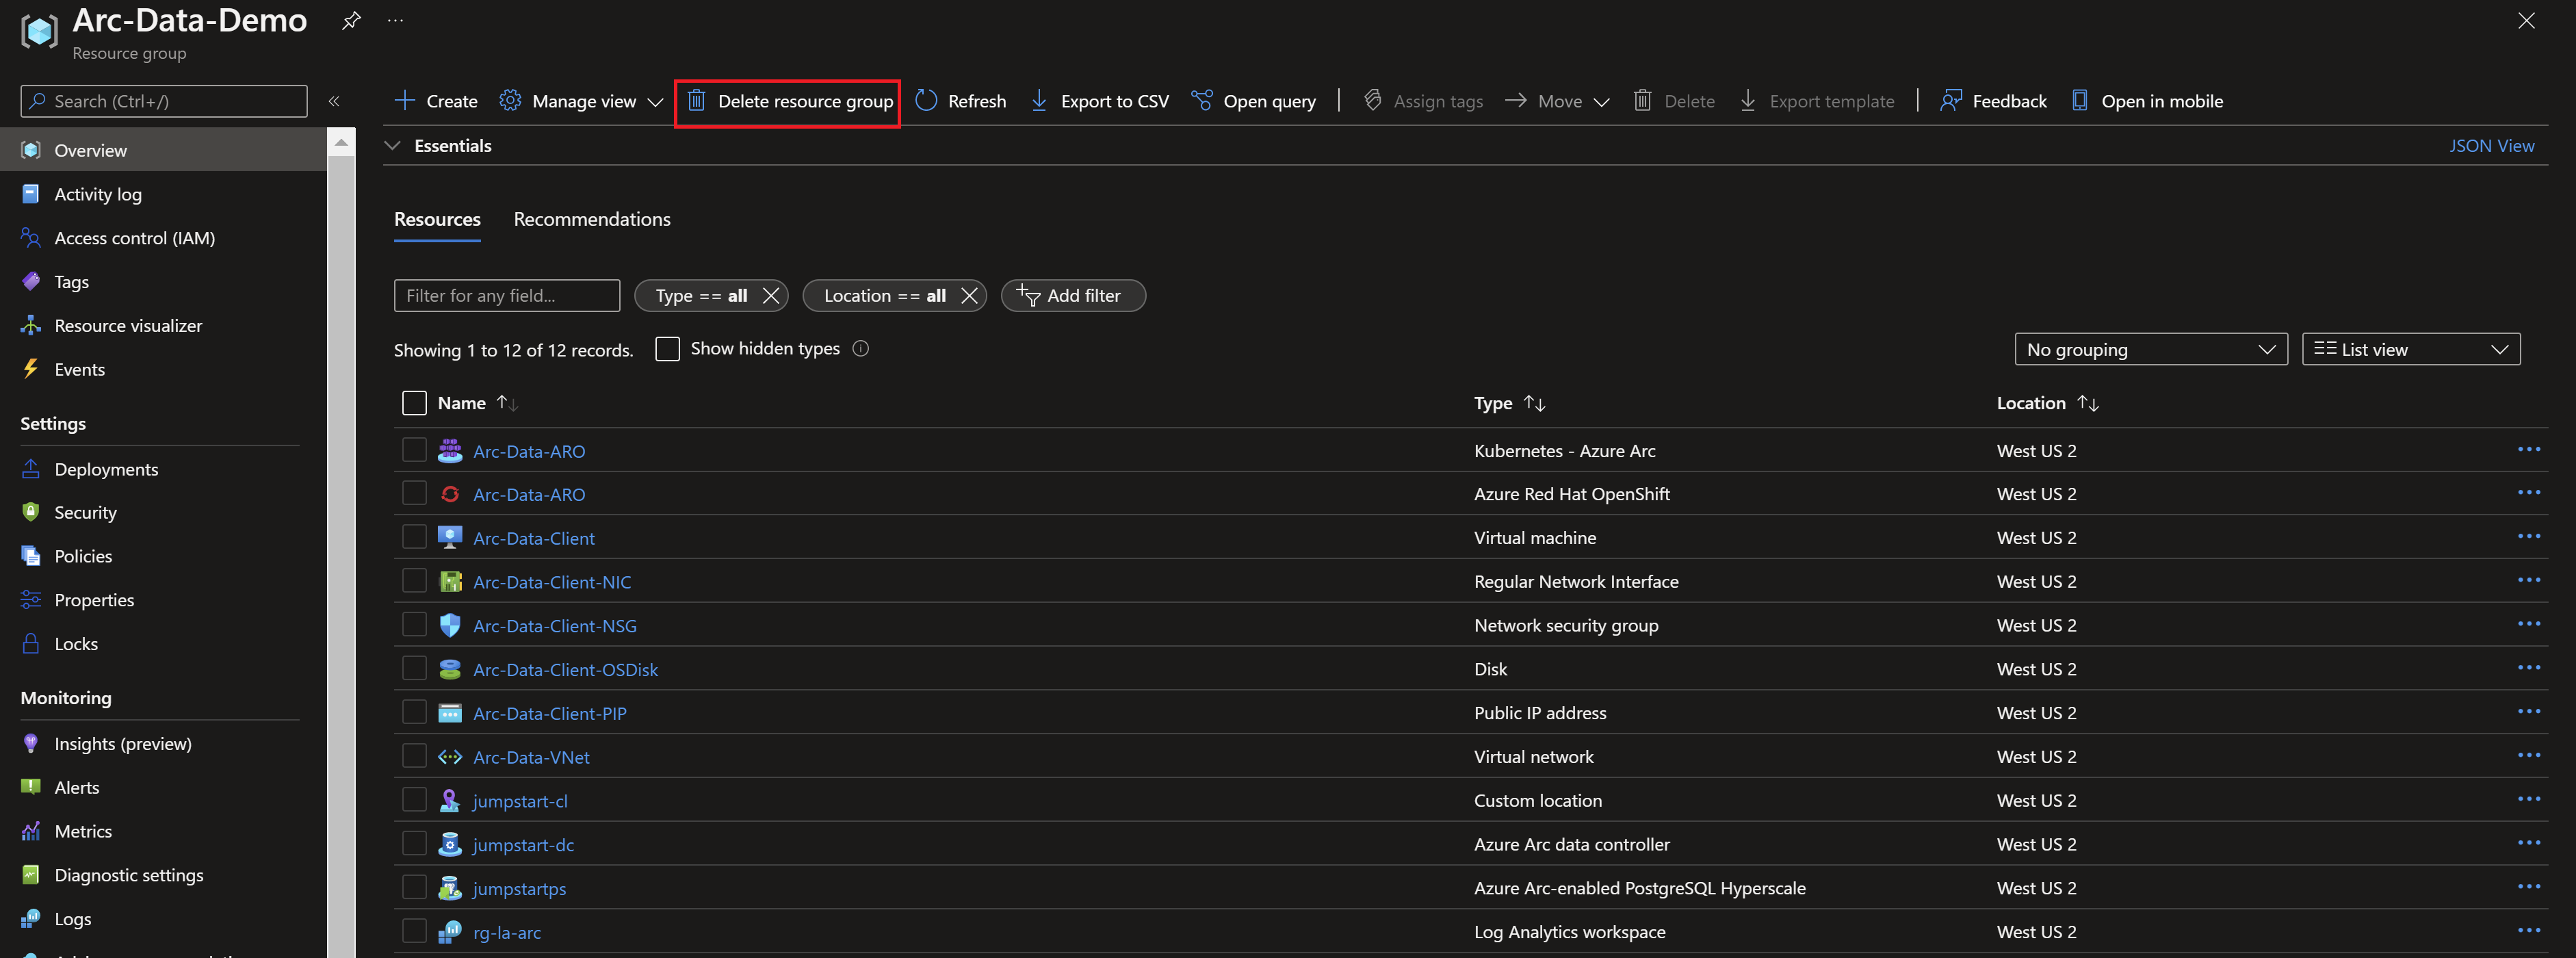 Arc-Data-Demo
Resource group
Search (Ctrl+/)
Create Manage view Delete resource group Refresh Export to CSV Open query Assign tags Move Delete Export template Feedback Open in mobile
Essentials JSON View
Overview
Activity log
Access control (IAM)
Tags
Resource visualizer
Events
Settings
Deployments
Security
Policies
Properties
Locks
Monitoring
Insights (preview)
Alerts
Metrics
Diagnostic settings
Logs
Resources Recommendations
Filter for any field... Type == all Location == all Add filter
Showing 1 to 12 of 12 records. Show hidden types No grouping List view
Name Type Location
Arc-Data-ARO Kubernetes - Azure Arc West US 2
Arc-Data-ARO Azure Red Hat OpenShift West US 2
Arc-Data-Client Virtual machine West US 2
Arc-Data-Client-NIC Regular Network Interface West US 2
Arc-Data-Client-NSG Network security group West US 2
Arc-Data-Client-OSDisk Disk West US 2
Arc-Data-Client-PIP Public IP address West US 2
Arc-Data-VNet Virtual network West US 2
jumpstart-cl Custom location West US 2
jumpstart-dc Azure Arc data controller West US 2
jumpstartps Azure Arc-enabled PostgreSQL Hyperscale West US 2
rg-la-arc Log Analytics workspace West US 2